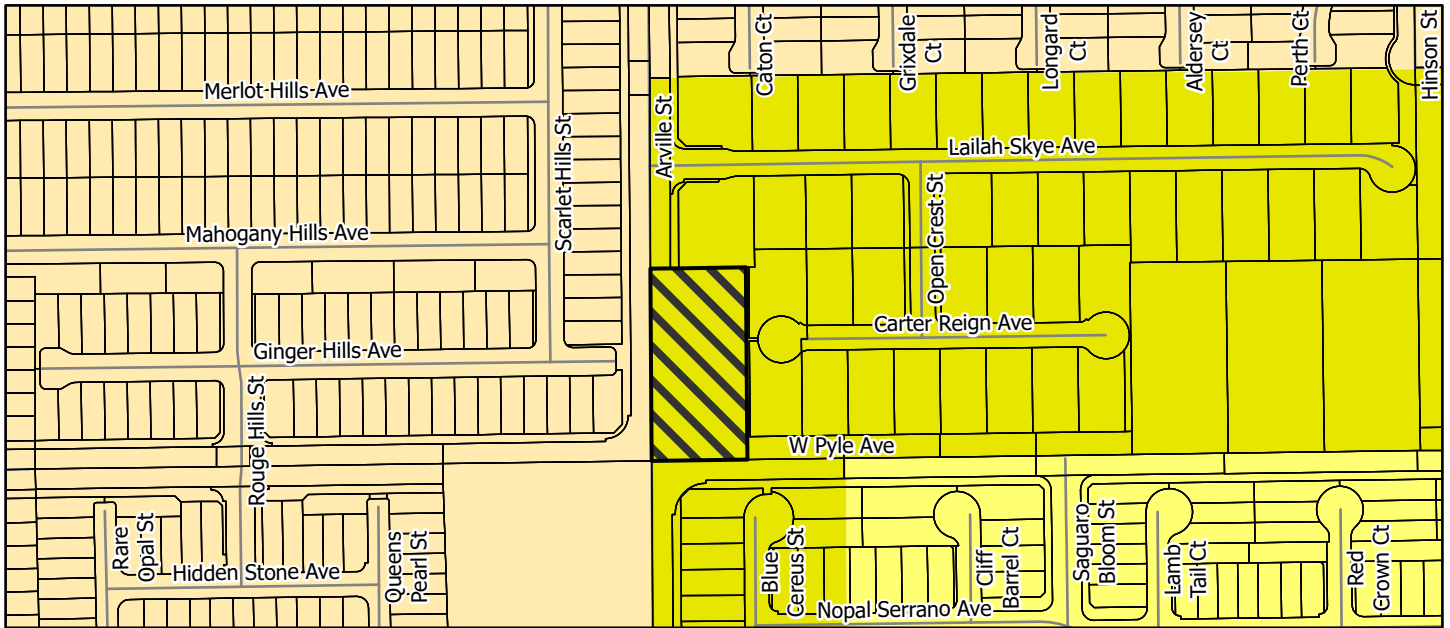 Caton Ct
Grixdale
Ct
Longard
Ct
Aldersey
Ct
Perth Ct
Hinson St
Merlot Hills Ave
Arville St
Scarlet Hills St
Lailah Skye Ave
Open Crest St
Mahogany Hills Ave
Carter Reign Ave
Ginger Hills Ave
Rouge Hills St
W Pyle Ave
Rare
Opal St
Queens
Pearl St
Hidden Stone Ave
Blue
Cereus St
Cliff
Barrel Ct
Saguaro
Bloom St
Lamb
Tail Ct
Red
Crown Ct
Nopal Serrano Ave